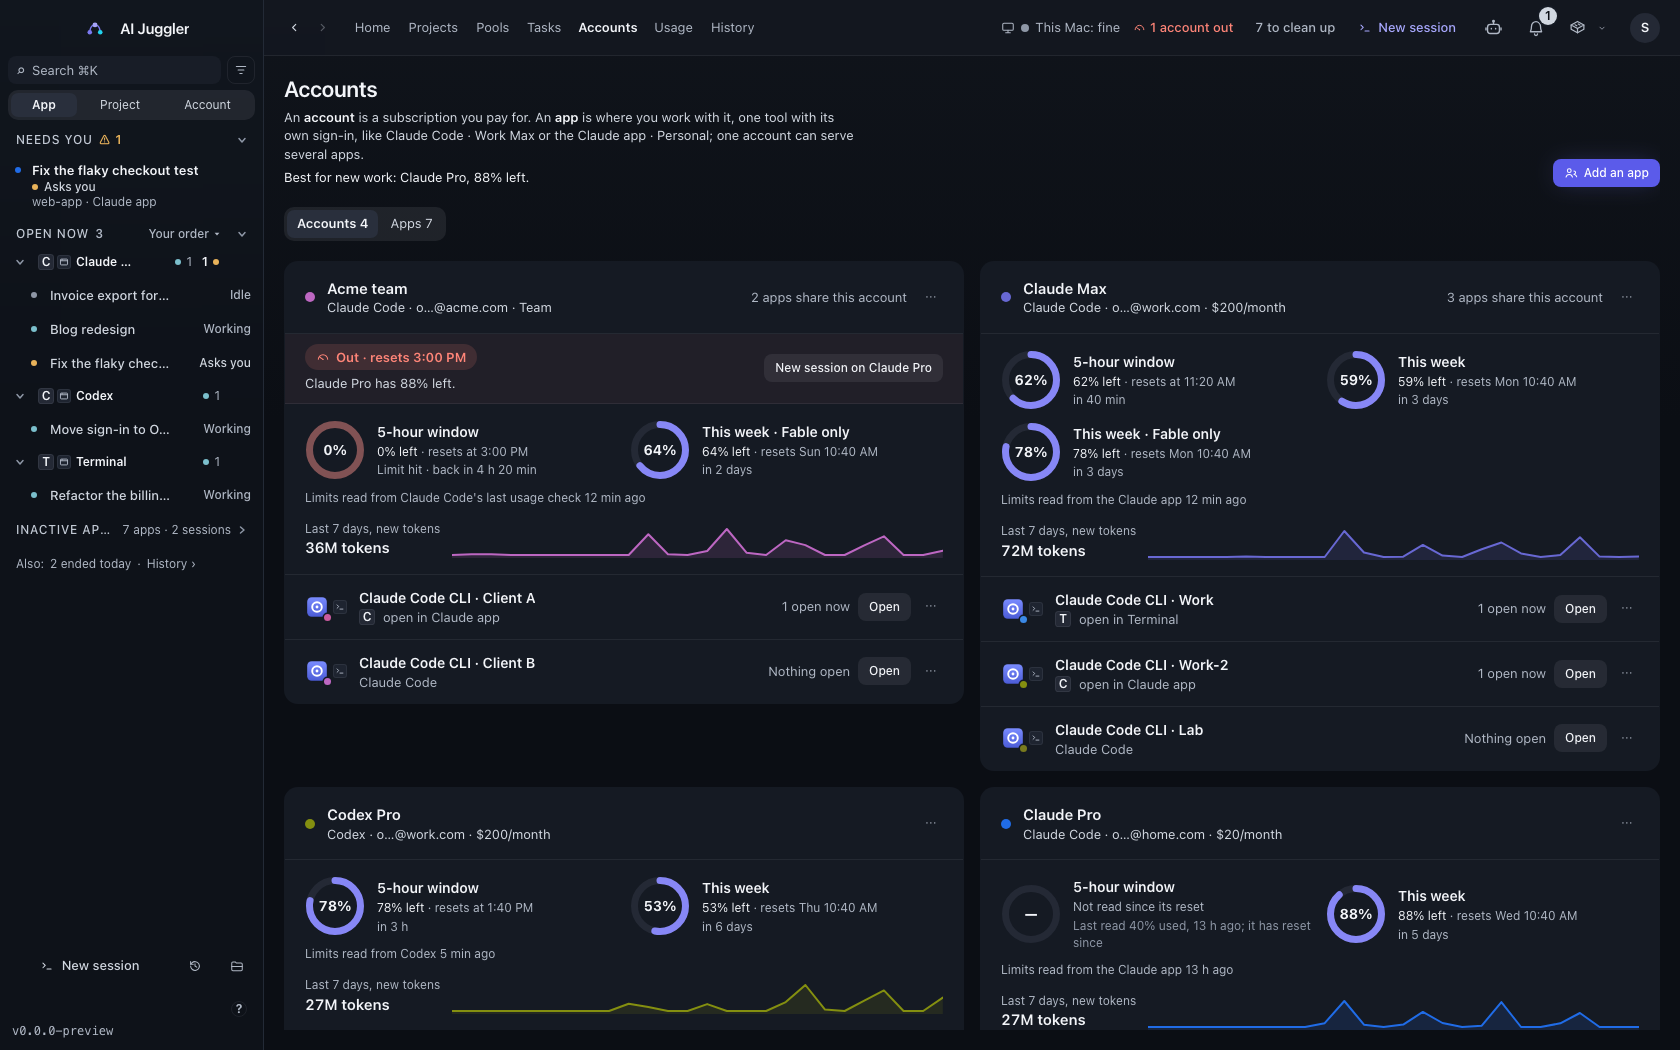 AI Juggler
Search ⌘K
App Project Account
NEEDS YOU 1
Fix the flaky checkout test
Asks you
web-app · Claude app
OPEN NOW 3 Your order
C Claude ... 1 1
Invoice export for... Idle
Blog redesign Working
Fix the flaky chec... Asks you
C Codex 1
Move sign-in to O... Working
T Terminal 1
Refactor the billin... Working
INACTIVE AP... 7 apps · 2 sessions
Also: 2 ended today · History ›
New session
?
v0.0.0-preview
Home Projects Pools Tasks Accounts Usage History
This Mac: fine 1 account out 7 to clean up New session 1 S
Accounts
An account is a subscription you pay for. An app is where you work with it, one tool with its
own sign-in, like Claude Code · Work Max or the Claude app · Personal; one account can serve
several apps.
Best for new work: Claude Pro, 88% left.
Add an app
Accounts 4 Apps 7
Acme team
Claude Code · o...@acme.com · Team
2 apps share this account
Out · resets 3:00 PM
Claude Pro has 88% left.
New session on Claude Pro
0%
5-hour window
0% left · resets at 3:00 PM
Limit hit · back in 4 h 20 min
64%
This week · Fable only
64% left · resets Sun 10:40 AM
in 2 days
Limits read from Claude Code's last usage check 12 min ago
Last 7 days, new tokens
36M tokens
Claude Code CLI · Client A
C open in Claude app
1 open now Open
Claude Code CLI · Client B
Claude Code
Nothing open Open
Claude Max
Claude Code · o...@work.com · $200/month
3 apps share this account
62%
5-hour window
62% left · resets at 11:20 AM
in 40 min
59%
This week
59% left · resets Mon 10:40 AM
in 3 days
78%
This week · Fable only
78% left · resets Mon 10:40 AM
in 3 days
Limits read from the Claude app 12 min ago
Last 7 days, new tokens
72M tokens
Claude Code CLI · Work
T open in Terminal
1 open now Open
Claude Code CLI · Work-2
C open in Claude app
1 open now Open
Claude Code CLI · Lab
Claude Code
Nothing open Open
Codex Pro
Codex · o...@work.com · $200/month
78%
5-hour window
78% left · resets at 1:40 PM
in 3 h
53%
This week
53% left · resets Thu 10:40 AM
in 6 days
Limits read from Codex 5 min ago
Last 7 days, new tokens
27M tokens
Claude Pro
Claude Code · o...@home.com · $20/month
–
5-hour window
Not read since its reset
Last read 40% used, 13 h ago; it has reset
since
88%
This week
88% left · resets Wed 10:40 AM
in 5 days
Limits read from the Claude app 13 h ago
Last 7 days, new tokens
27M tokens